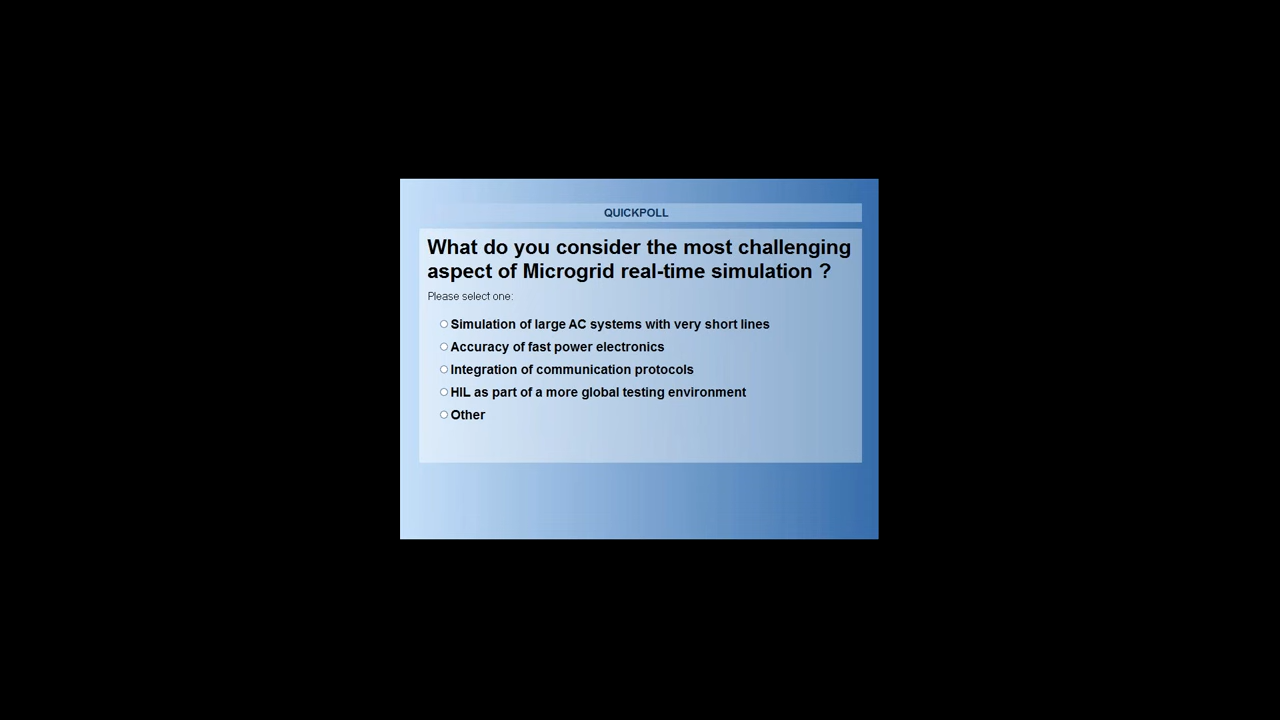 QUICKPOLL
What do you consider the most challenging
aspect of Microgrid real-time simulation ?
Please select one:
Simulation of large AC systems with very short lines
Accuracy of fast power electronics
Integration of communication protocols
HIL as part of a more global testing environment
Other